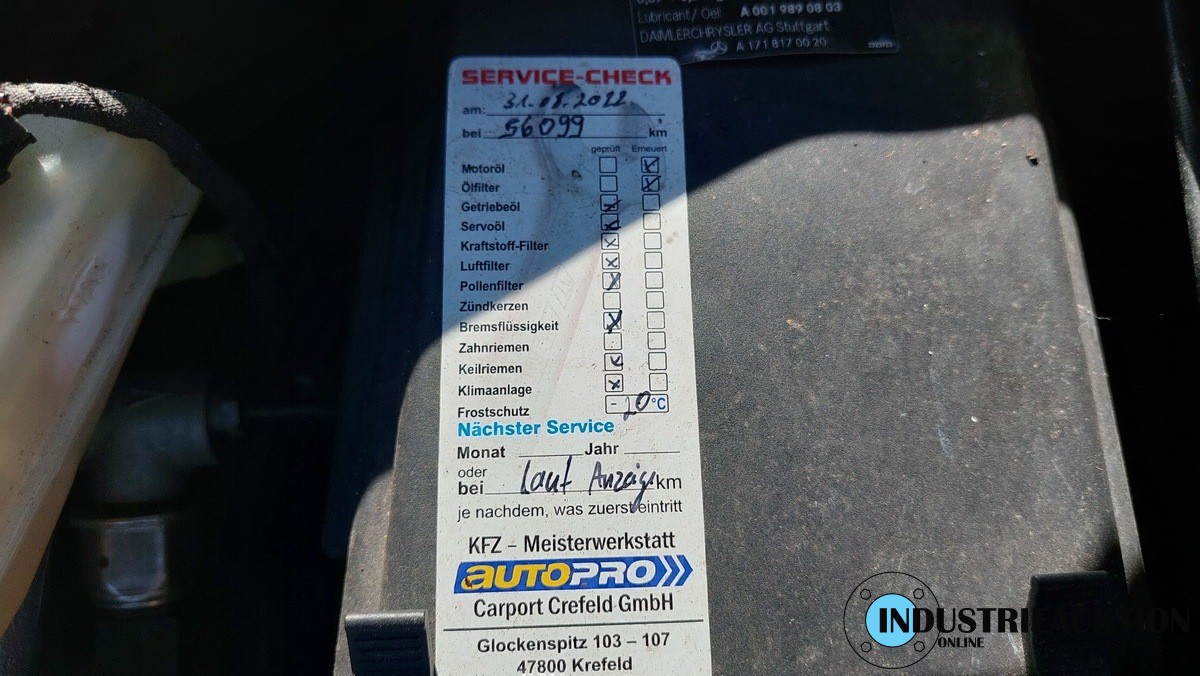 Lubricant/ Oel: A 001 989 08 03
DAIMLERCHRYSLER AG Stuttgart
A 171 817 00 20
SERVICE-CHECK
am: 31.08.2022
bei 56099 km
geprüft Erneuert
Motoröl
Ölfilter
Getriebeöl
Servoöl
Kraftstoff-Filter
Luftfilter
Pollenfilter
Zündkerzen
Bremsflüssigkeit
Zahnriemen
Keilriemen
Klimaanlage
Frostschutz - 20 °C
Nächster Service
Monat Jahr
oder
bei Laut Anzeige km
je nachdem, was zuerst eintritt
KFZ – Meisterwerkstatt
AUTOPRO
Carport Crefeld GmbH
Glockenspitz 103 – 107
47800 Krefeld
INDUSTRIEAUKTION
ONLINE